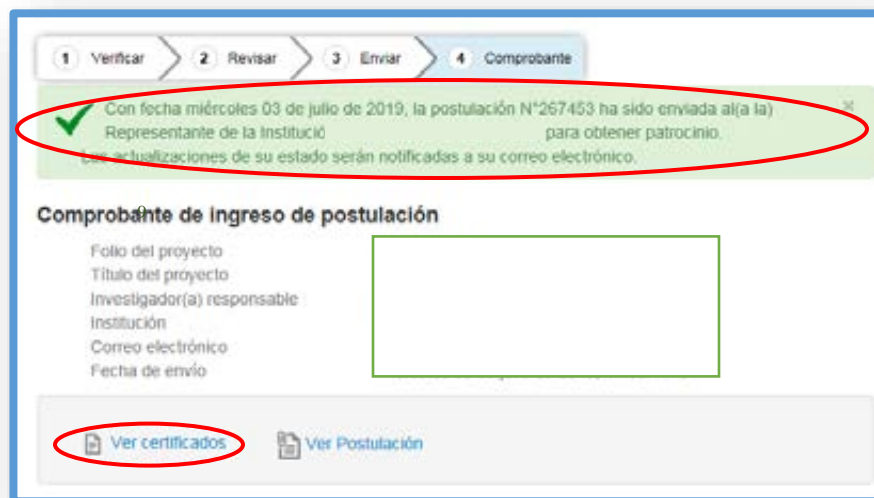 1 Verificar 2 Revisar 3 Enviar 4 Comprobante
Con fecha miércoles 03 de julio de 2019, la postulación N°267453 ha sido enviada al(a la)
Representante de la Institució para obtener patrocinio.
Las actualizaciones de su estado serán notificadas a su correo electrónico.
Comprobante de ingreso de postulación
Folio del proyecto
Título del proyecto
Investigador(a) responsable
Institución
Correo electrónico
Fecha de envío
Ver certificados Ver Postulación